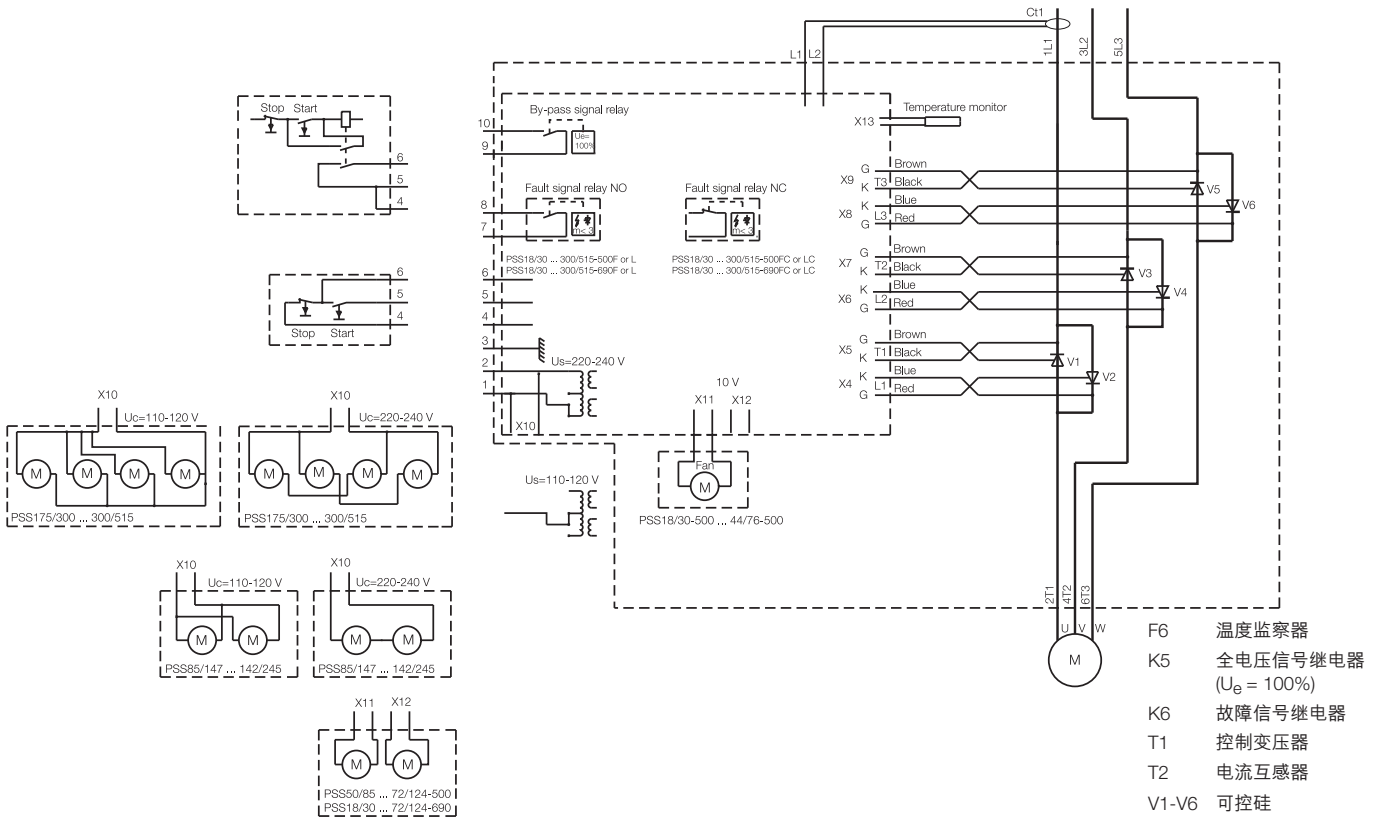 Ct1
L1 L2
1L1
3L2
5L3
Stop Start
6
5
4
By-pass signal relay
10
9
Ue=
100%
Temperature monitor
X13
Fault signal relay NO
8
7
m< 3
PSS18/30 ... 300/515-500F or L
PSS18/30 ... 300/515-690F or L
Fault signal relay NC
m< 3
PSS18/30 ... 300/515-500FC or LC
PSS18/30 ... 300/515-690FC or LC
G Brown
X9 T3 Black
K
K Blue
X8 L3 Red
G
V5
V6
G Brown
X7 T2 Black
K
K Blue
X6 L2 Red
G
V3
V4
G Brown
X5 T1 Black
K
K Blue
X4 L1 Red
G
V1
V2
6
5
4
Stop Start
6
5
4
3
2
1
Us=220-240 V
X10
10 V
X11 X12
Fan
M
PSS18/30-500 ... 44/76-500
Us=110-120 V
X10
Uc=110-120 V
M M M M
PSS175/300 ... 300/515
X10
Uc=220-240 V
M M M M
PSS175/300 ... 300/515
X10
Uc=110-120 V
M M
PSS85/147 ... 142/245
X10
Uc=220-240 V
M M
PSS85/147 ... 142/245
X11 X12
M M
PSS50/85 ... 72/124-500
PSS18/30 ... 72/124-690
2T1
4T2
6T3
U V W
M
F6 温度监察器
K5 全电压信号继电器
(Ue = 100%)
K6 故障信号继电器
T1 控制变压器
T2 电流互感器
V1-V6 可控硅